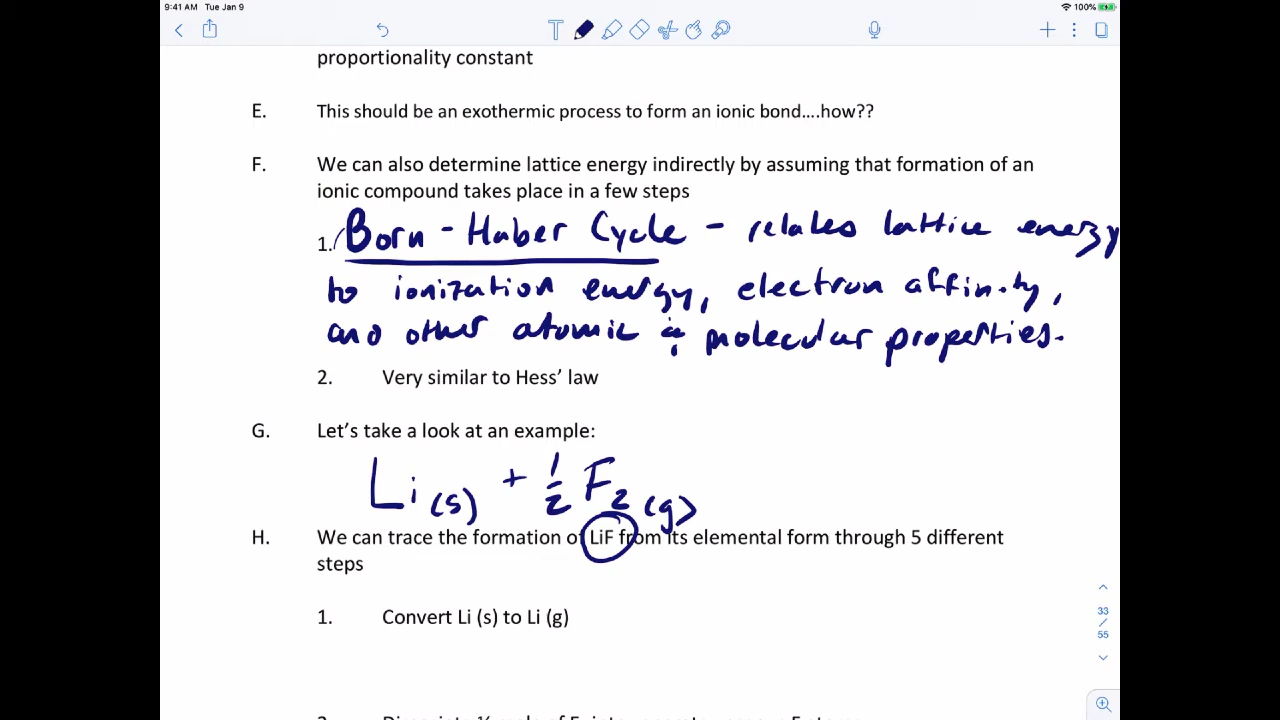 9:41 AM Tue Jan 9
100%
proportionality constant
E. This should be an exothermic process to form an ionic bond....how??
F. We can also determine lattice energy indirectly by assuming that formation of an
ionic compound takes place in a few steps
1. Born-Haber Cycle - relates lattice energy
to ionization energy, electron affinity,
and other atomic & molecular properties.
2. Very similar to Hess' law
G. Let's take a look at an example:
Li (s) + 1/2 F2 (g)
H. We can trace the formation of LiF from its elemental form through 5 different
steps
33
/
55
1. Convert Li (s) to Li (g)